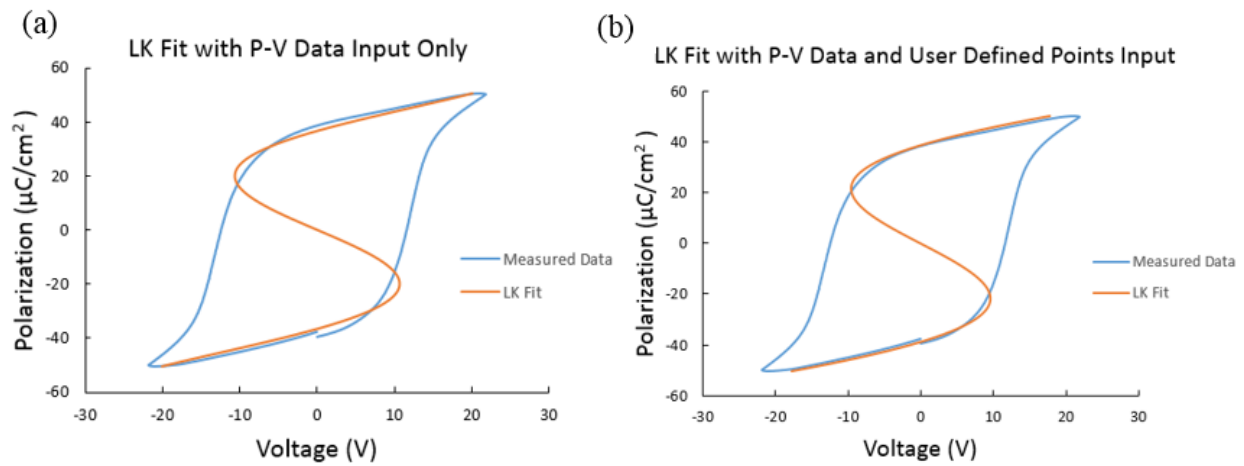 (a)
LK Fit with P-V Data Input Only
Polarization (μC/cm²)
60
40
20
0
-20
-40
-60
-30
-20
-10
0
10
20
30
Voltage (V)
Measured Data
LK Fit
(b)
LK Fit with P-V Data and User Defined Points Input
Polarization (μC/cm²)
60
40
20
0
-20
-40
-60
-30
-20
-10
0
10
20
30
Voltage (V)
Measured Data
LK Fit